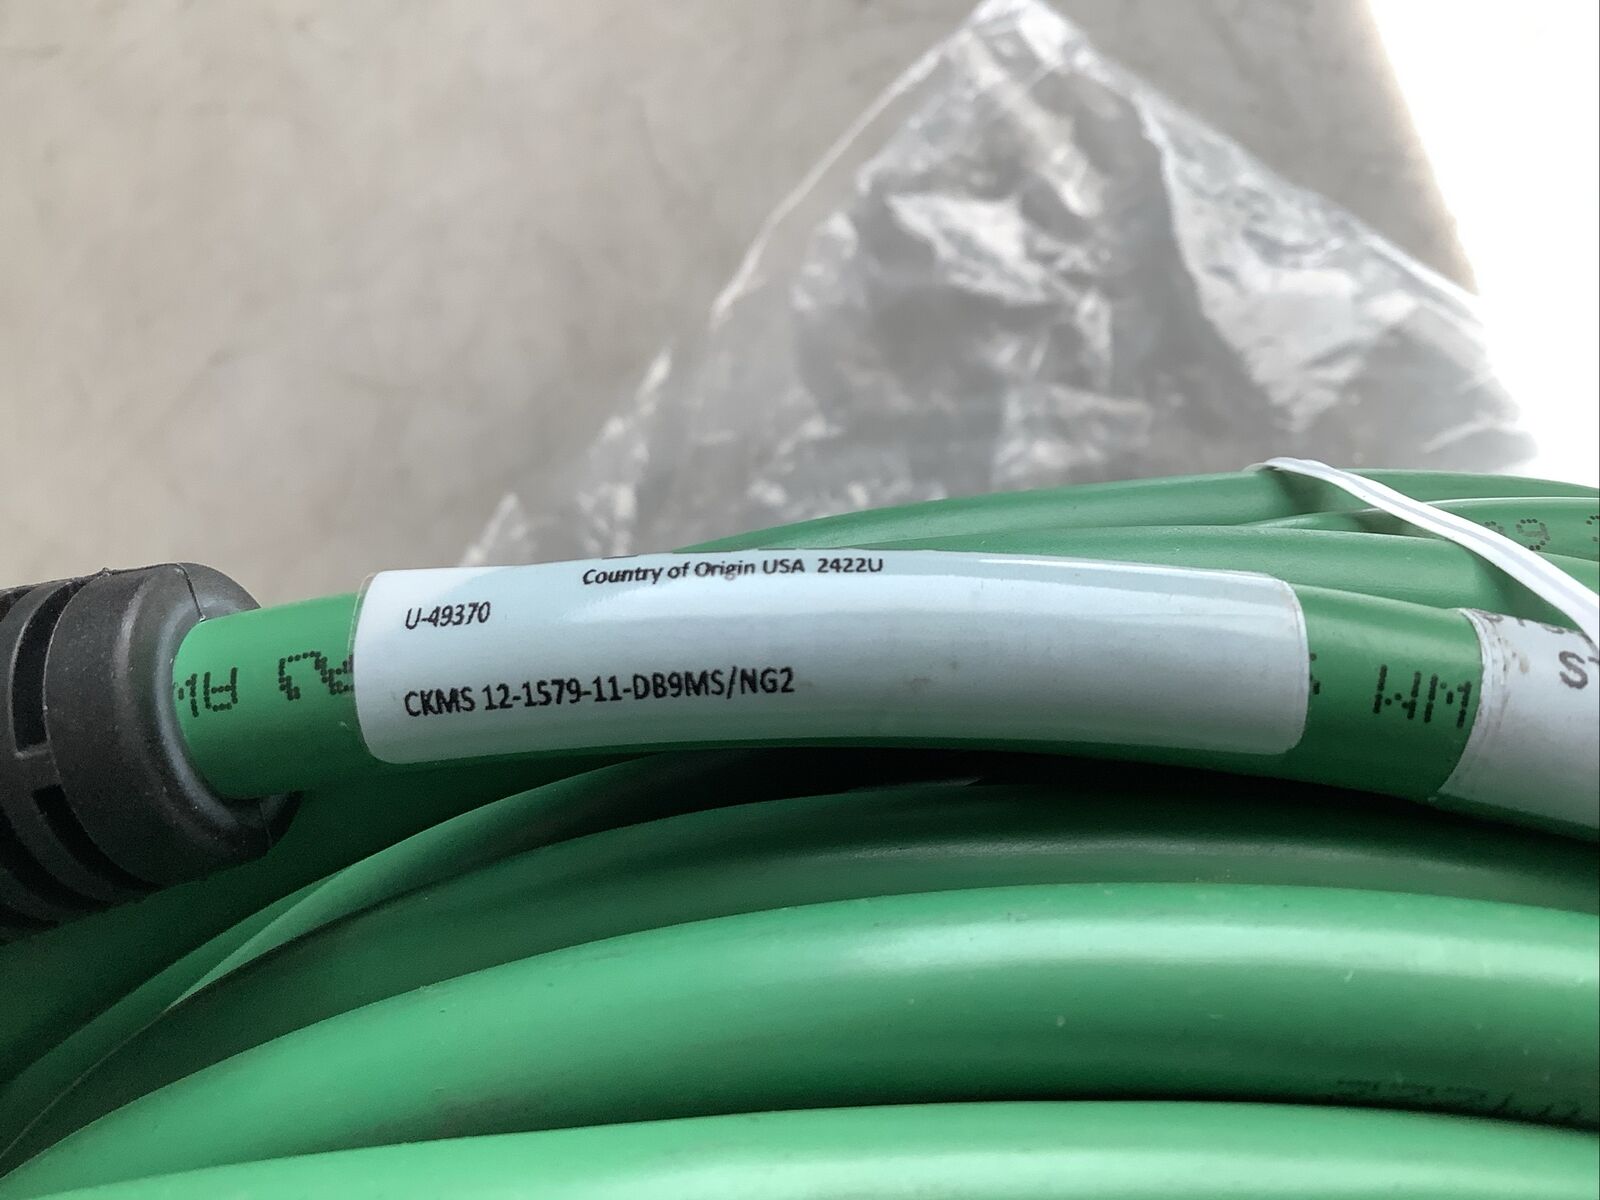 Country of Origin USA 2422U
U-49370
CKMS 12-1579-11-DB9MS/NG2